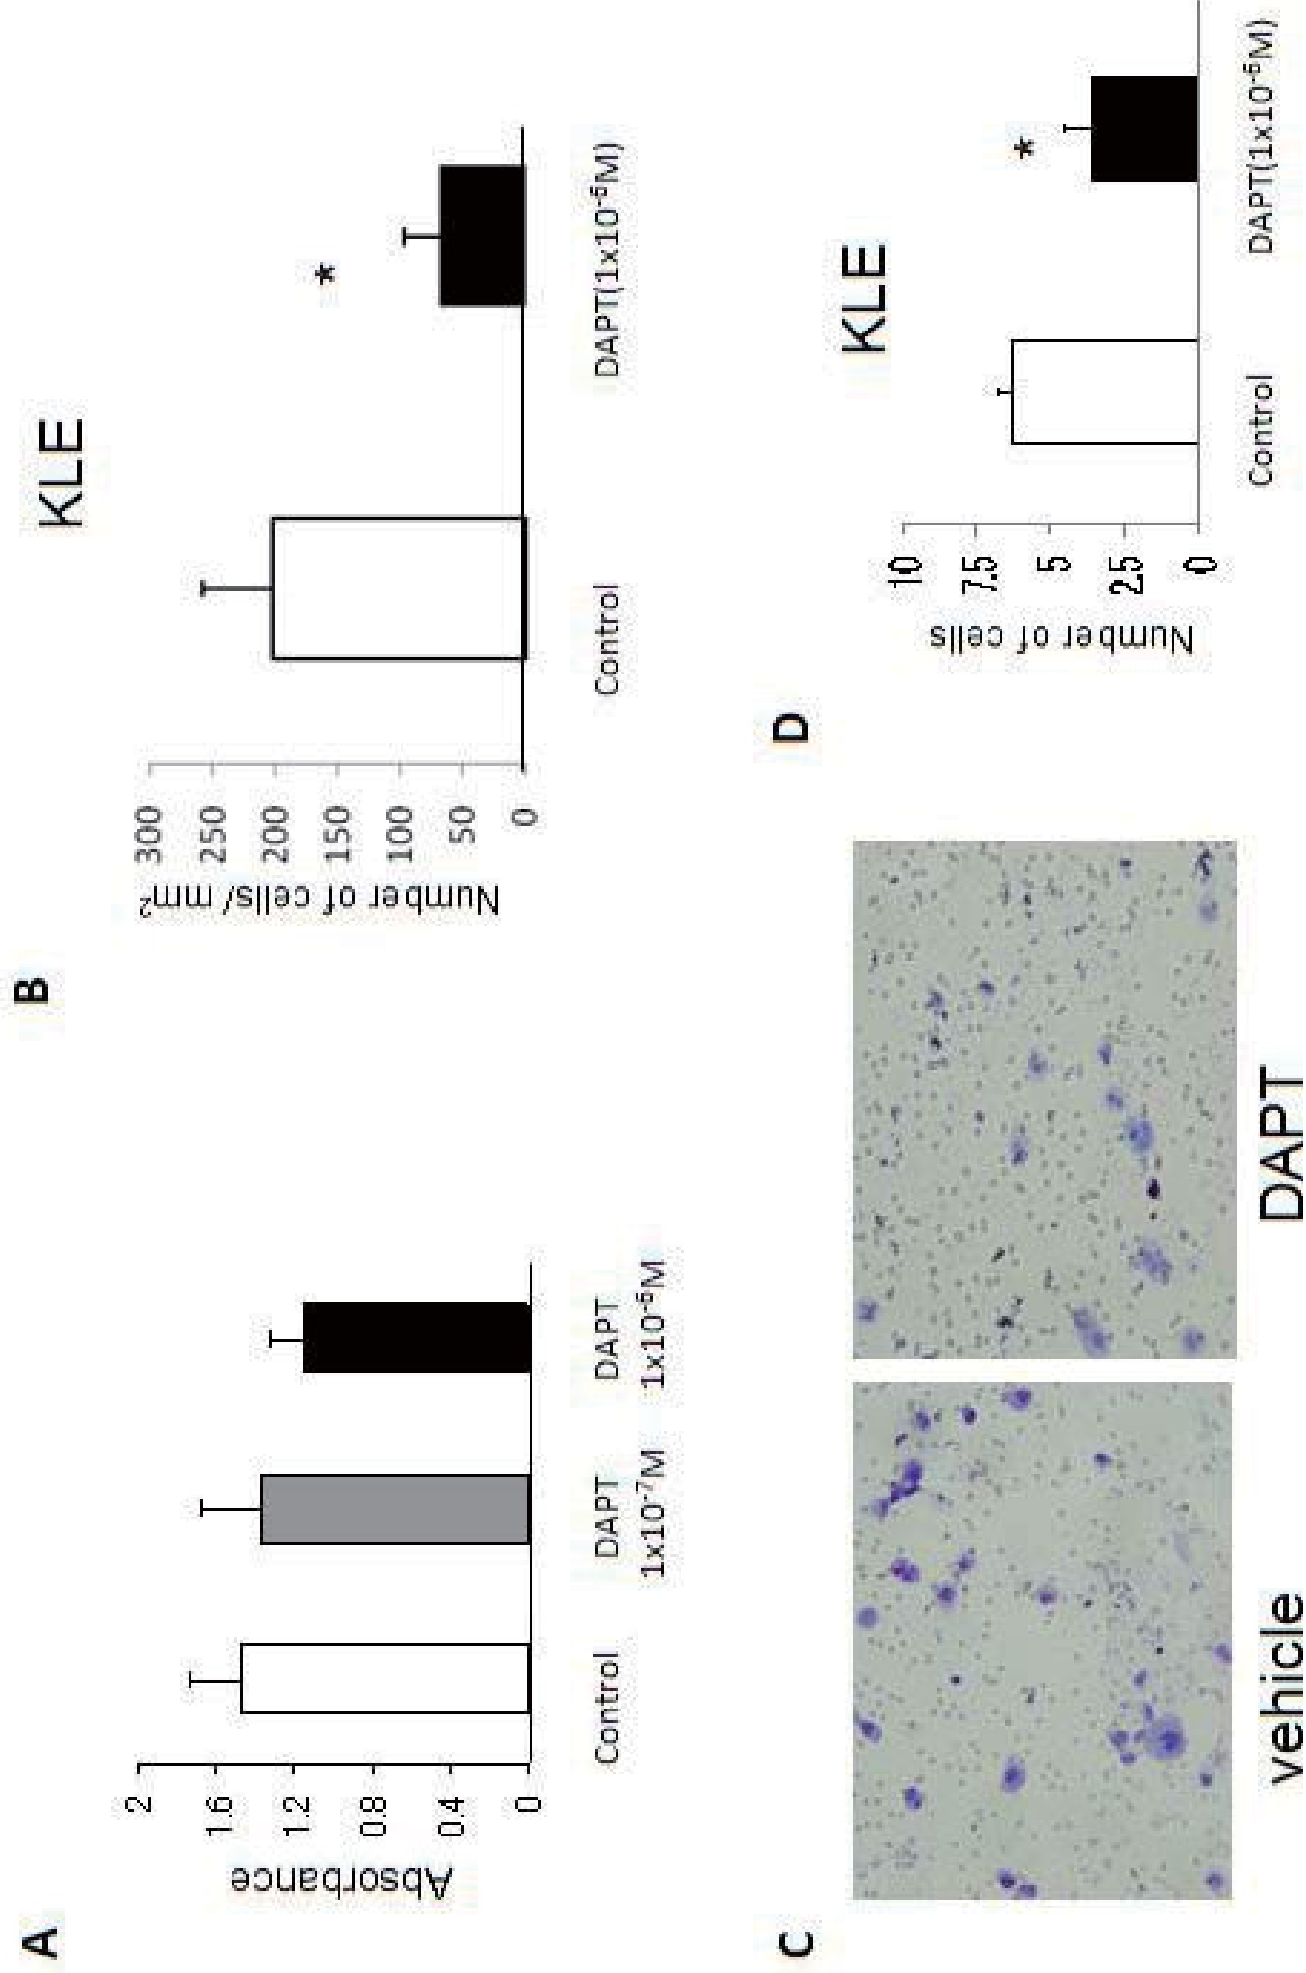 A
Absorbance
2
1.6
1.2
0.8
0.4
0
Control
DAPT
1x10⁻⁷M
DAPT
1x10⁻⁶M
B
KLE
Number of cells/ mm²
300
250
200
150
100
50
0
Control
DAPT(1x10⁻⁶M)
*
C
vehicle
DAPT
D
KLE
Number of cells
10
7.5
5
2.5
0
Control
DAPT(1x10⁻⁶M)
*